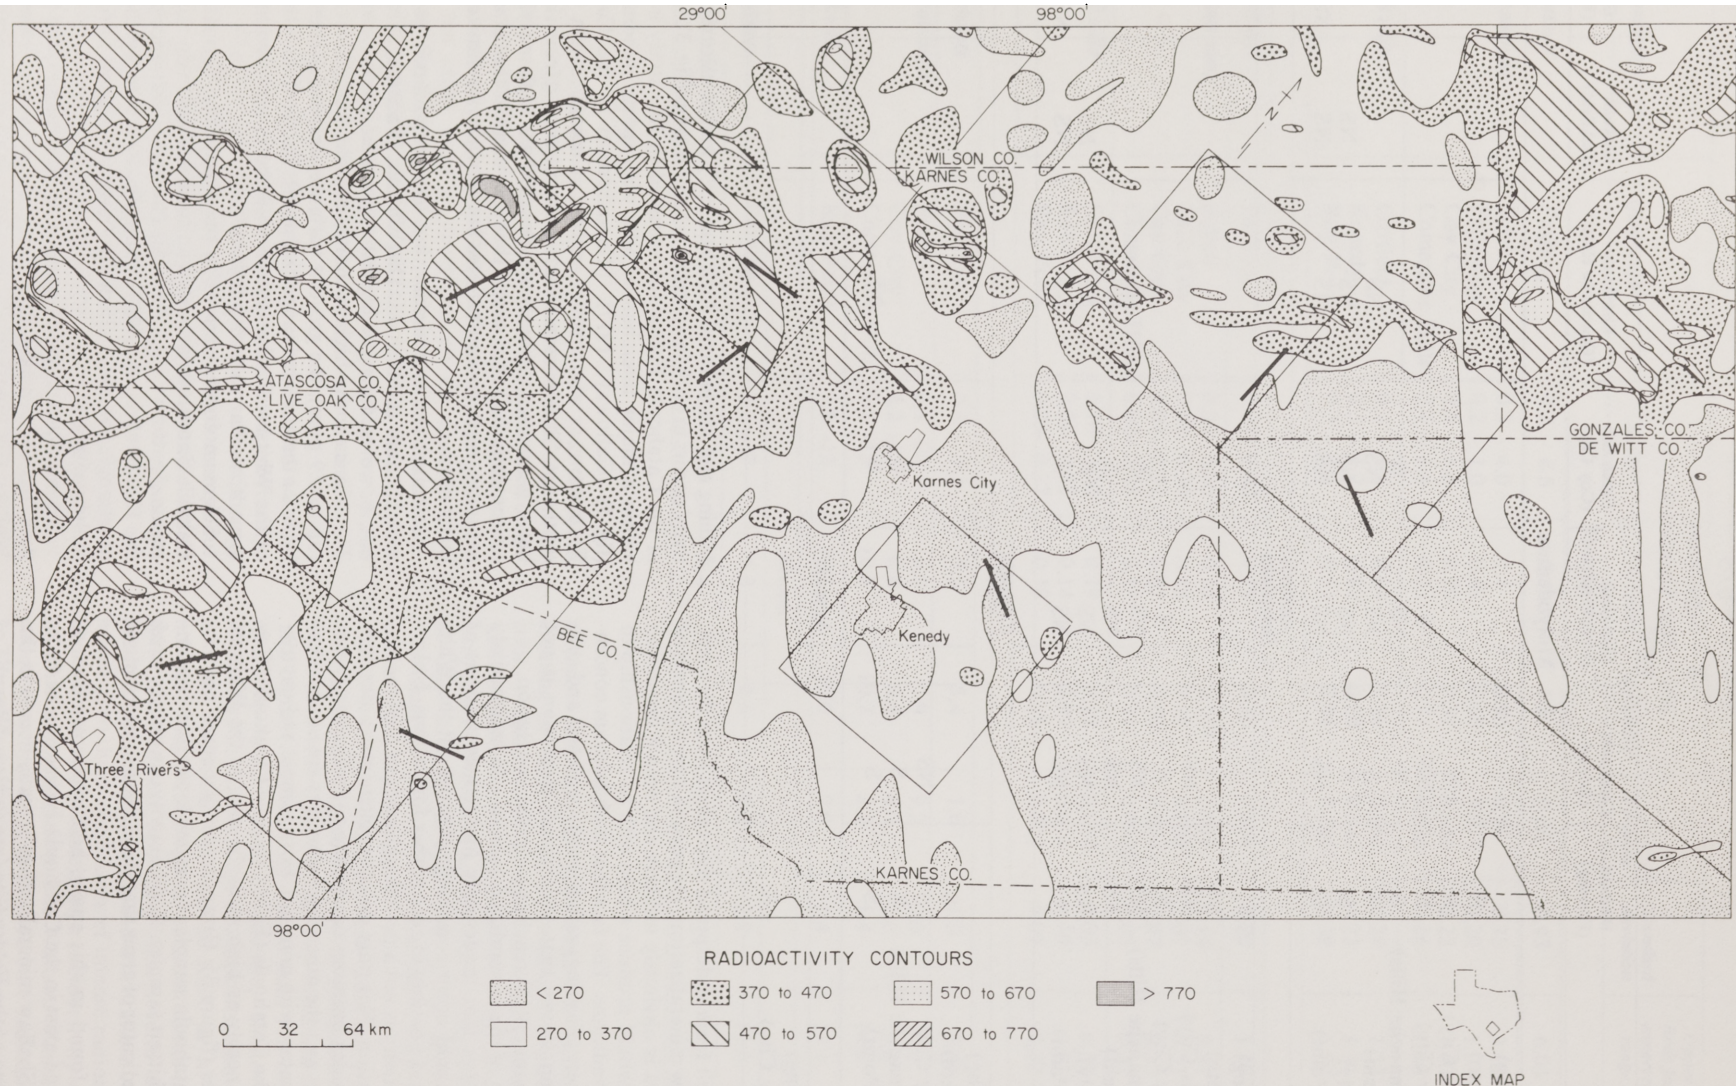 29°00'
98°00'
N
WILSON CO.
KARNES CO.
ATASCOSA CO.
LIVE OAK CO.
GONZALES CO.
DE WITT CO.
Karnes City
BEE CO.
Kenedy
Three Rivers
KARNES CO.
98°00'
RADIOACTIVITY CONTOURS
< 270
370 to 470
570 to 670
> 770
270 to 370
470 to 570
670 to 770
0 32 64 km
INDEX MAP